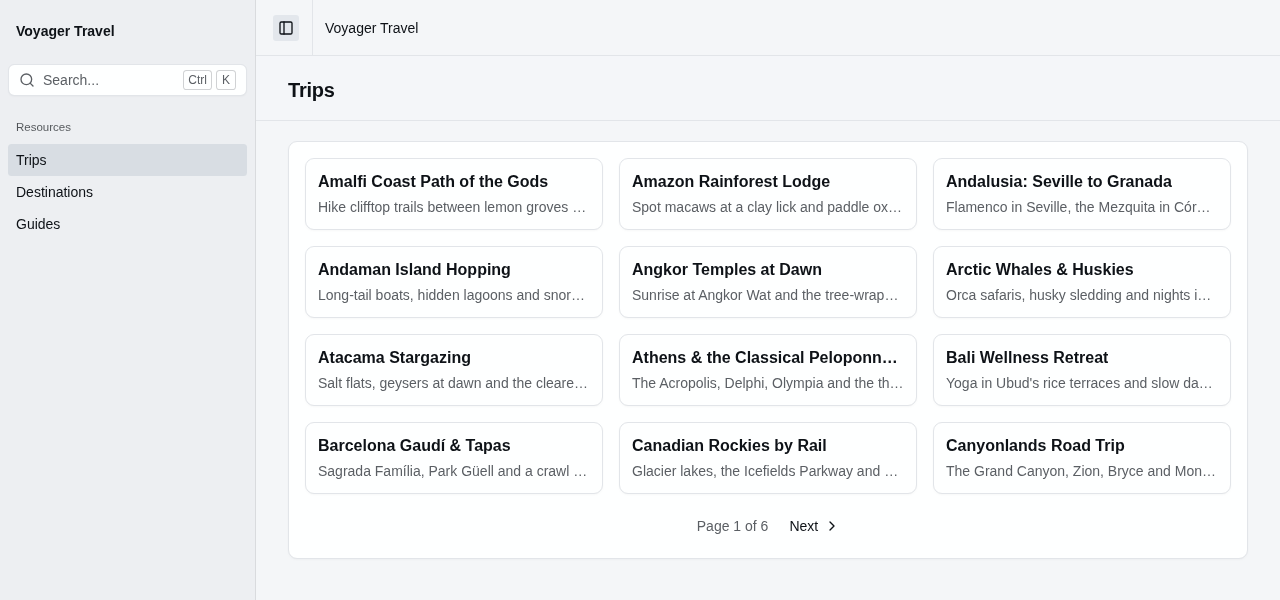 Voyager Travel
Search...
Ctrl K
Resources
Trips
Destinations
Guides
Voyager Travel
Trips
Amalfi Coast Path of the Gods
Hike clifftop trails between lemon groves …
Amazon Rainforest Lodge
Spot macaws at a clay lick and paddle ox…
Andalusia: Seville to Granada
Flamenco in Seville, the Mezquita in Cór…
Andaman Island Hopping
Long-tail boats, hidden lagoons and snor…
Angkor Temples at Dawn
Sunrise at Angkor Wat and the tree-wrap…
Arctic Whales & Huskies
Orca safaris, husky sledding and nights i…
Atacama Stargazing
Salt flats, geysers at dawn and the cleare…
Athens & the Classical Peloponn…
The Acropolis, Delphi, Olympia and the th…
Bali Wellness Retreat
Yoga in Ubud's rice terraces and slow da…
Barcelona Gaudí & Tapas
Sagrada Família, Park Güell and a crawl …
Canadian Rockies by Rail
Glacier lakes, the Icefields Parkway and …
Canyonlands Road Trip
The Grand Canyon, Zion, Bryce and Mon…
Page 1 of 6
Next